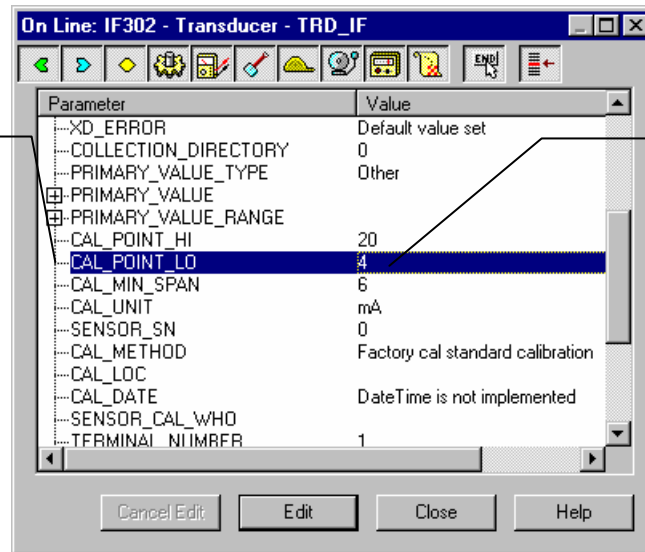 On Line: IF302 - Transducer - TRD_IF
END
Parameter Value
XD_ERROR Default value set
COLLECTION_DIRECTORY 0
PRIMARY_VALUE_TYPE Other
PRIMARY_VALUE
PRIMARY_VALUE_RANGE
CAL_POINT_HI 20
CAL_POINT_LO 4
CAL_MIN_SPAN 6
CAL_UNIT mA
SENSOR_SN 0
CAL_METHOD Factory cal standard calibration
CAL_LOC
CAL_DATE DateTime is not implemented
SENSOR_CAL_WHO
TERMINAL_NUMBER 1
Cancel Edit Edit Close Help